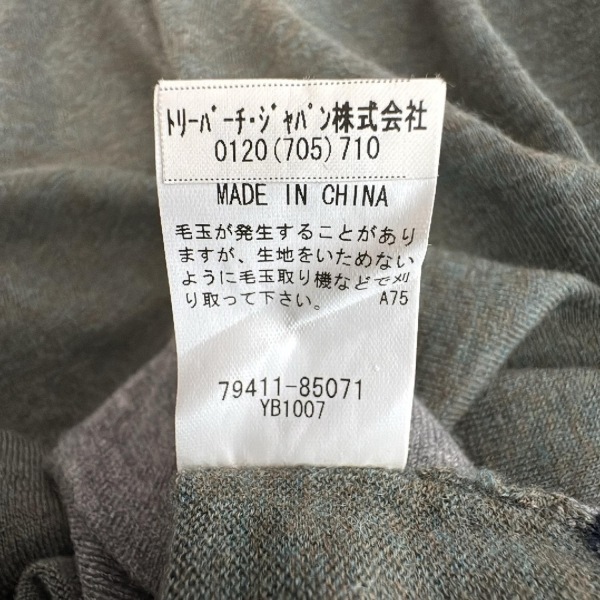 ﾄﾘｰﾊﾞｰﾁ･ｼﾞｬﾊﾟﾝ株式会社
0120(705)710
MADE IN CHINA
毛玉が発生することがあり
ますが、生地をいためない
ように毛玉取り機などで刈
り取って下さい。 A75
79411-85071
YB1007